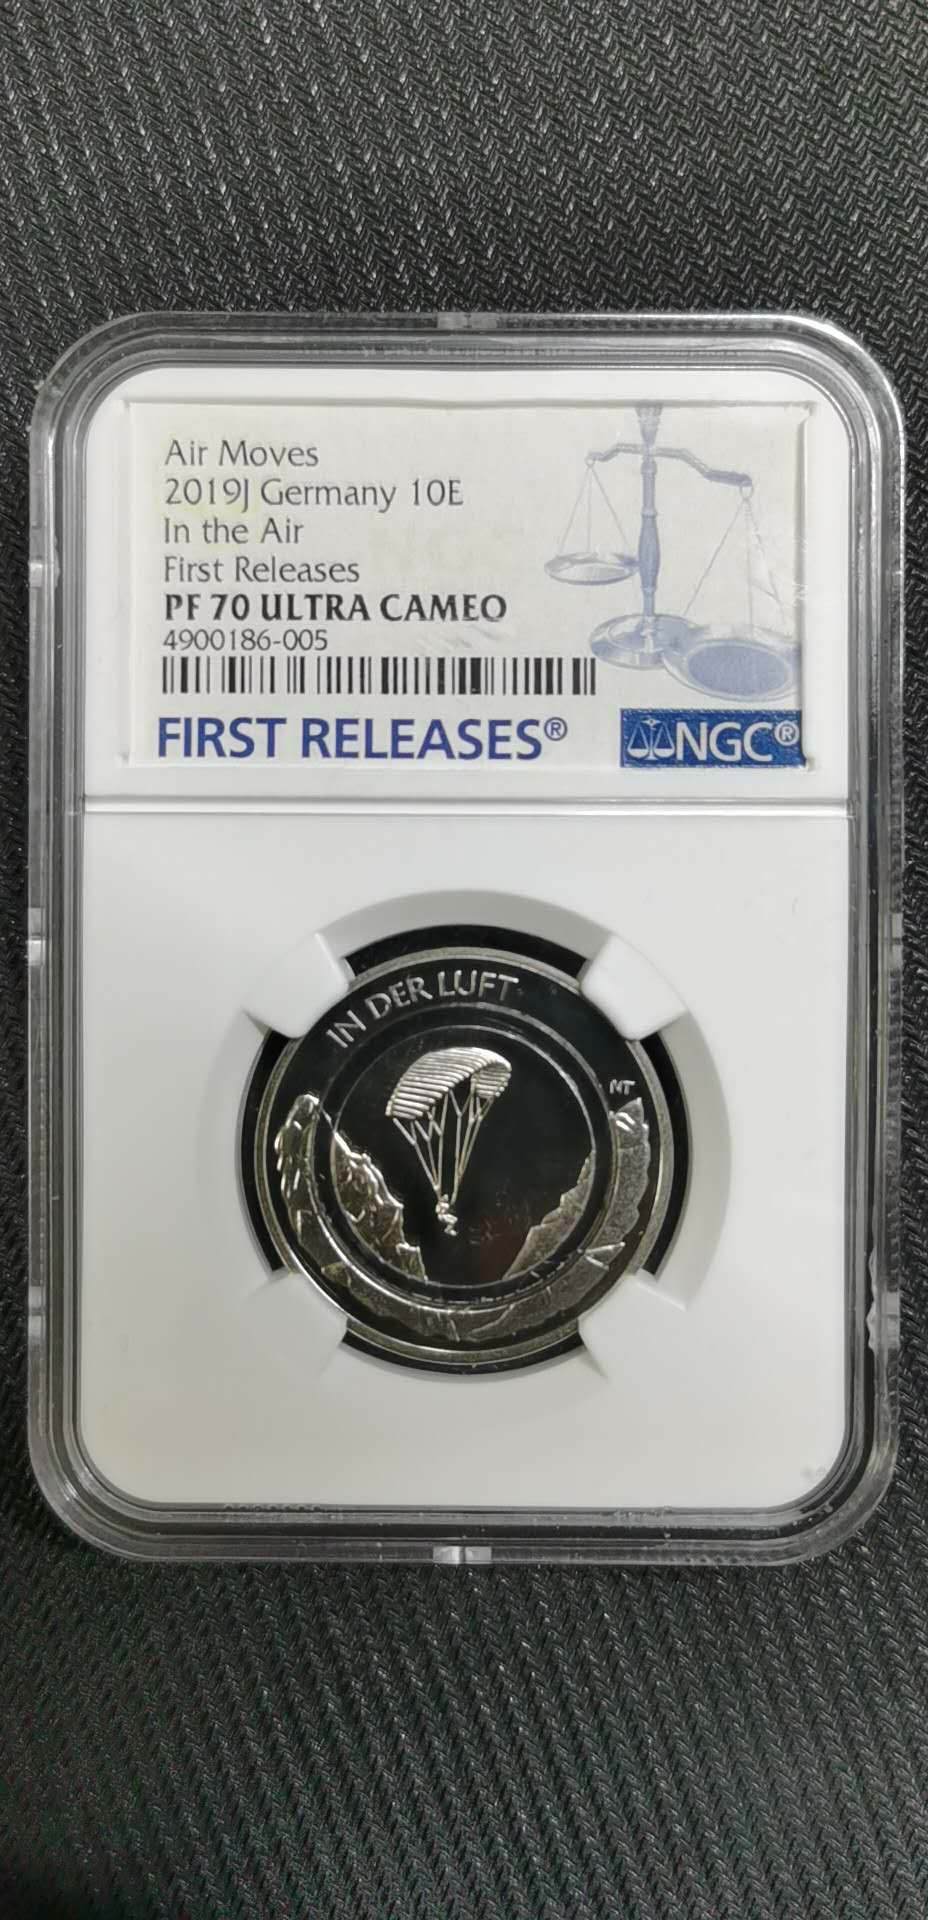 Air Moves
2019J Germany 10E
In the Air
First Releases
PF 70 ULTRA CAMEO
4900186-005
FIRST RELEASES®
NGC®
IN DER LUFT
NT